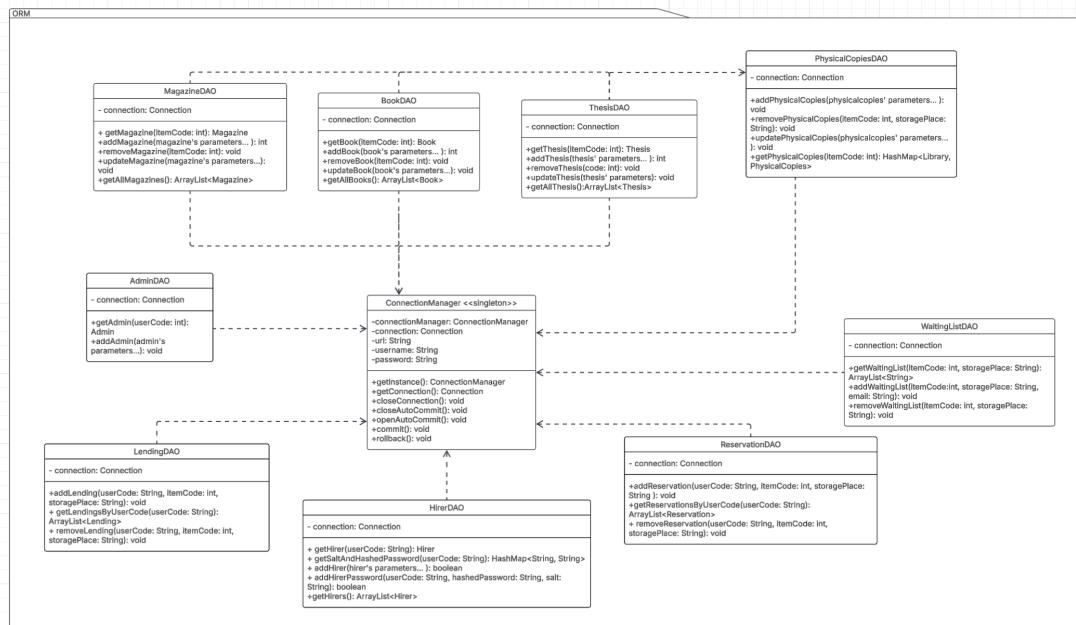 ORM
PhysicalCopiesDAO
- connection: Connection
+addPhysicalCopies(physicalcopies' parameters... ):
void
+removePhysicalCopies(itemCode: int, storagePlace:
String): void
+updatePhysicalCopies(physicalcopies' parameters...
): void
+getPhysicalCopies(itemCode: int): HashMap<Library,
PhysicalCopies>
MagazineDAO
- connection: Connection
+ getMagazine(itemCode: int): Magazine
+addMagazine(magazine's parameters... ): int
+removeMagazine(itemCode: int): void
+updateMagazine(magazine's parameters...):
void
+getAllMagazines(): ArrayList<Magazine>
BookDAO
- connection: Connection
+getBook(itemCode: int): Book
+addBook(book's parameters... ): int
+removeBook(itemCode: int): void
+updateBook(book's parameters...): void
+getAllBooks(): ArrayList<Book>
ThesisDAO
- connection: Connection
+getThesis(itemCode: int): Thesis
+addThesis(thesis' parameters... ): int
+removeThesis(code: int): void
+updateThesis(thesis' parameters): void
+getAllThesis():ArrayList<Thesis>
AdminDAO
- connection: Connection
+getAdmin(userCode: int):
Admin
+addAdmin(admin's
parameters...): void
ConnectionManager <<singleton>>
-connectionManager: ConnectionManager
-connection: Connection
-url: String
-username: String
-password: String
+getInstance(): ConnectionManager
+getConnection(): Connection
+closeConnection(): void
+closeAutoCommit(): void
+openAutoCommit(): void
+commit(): void
+rollback(): void
WaitingListDAO
- connection: Connection
+getWaitingList(itemCode: int, storagePlace: String):
ArrayList<String>
+addWaitingList(itemCode:int, storagePlace: String,
email: String): void
+removeWaitingList(itemCode: int, storagePlace:
String): void
LendingDAO
- connection: Connection
+addLending(userCode: String, itemCode: int,
storagePlace: String): void
+ getLendingsByUserCode(userCode: String):
ArrayList<Lending>
+ removeLending(userCode: String, itemCode: int,
storagePlace: String): void
ReservationDAO
- connection: Connection
+addReservation(userCode: String, itemCode: int, storagePlace:
String ): void
+getReservationsByUserCode(userCode: String):
ArrayList<Reservation>
+ removeReservation(userCode: String, itemCode: int,
storagePlace: String): void
HirerDAO
- connection: Connection
+ getHirer(userCode: String): Hirer
+ getSaltAndHashedPassword(userCode: String): HashMap<String, String>
+ addHirer(hirer's parameters... ): boolean
+ addHirerPassword(userCode: String, hashedPassword: String, salt:
String): boolean
+getHirers(): ArrayList<Hirer>